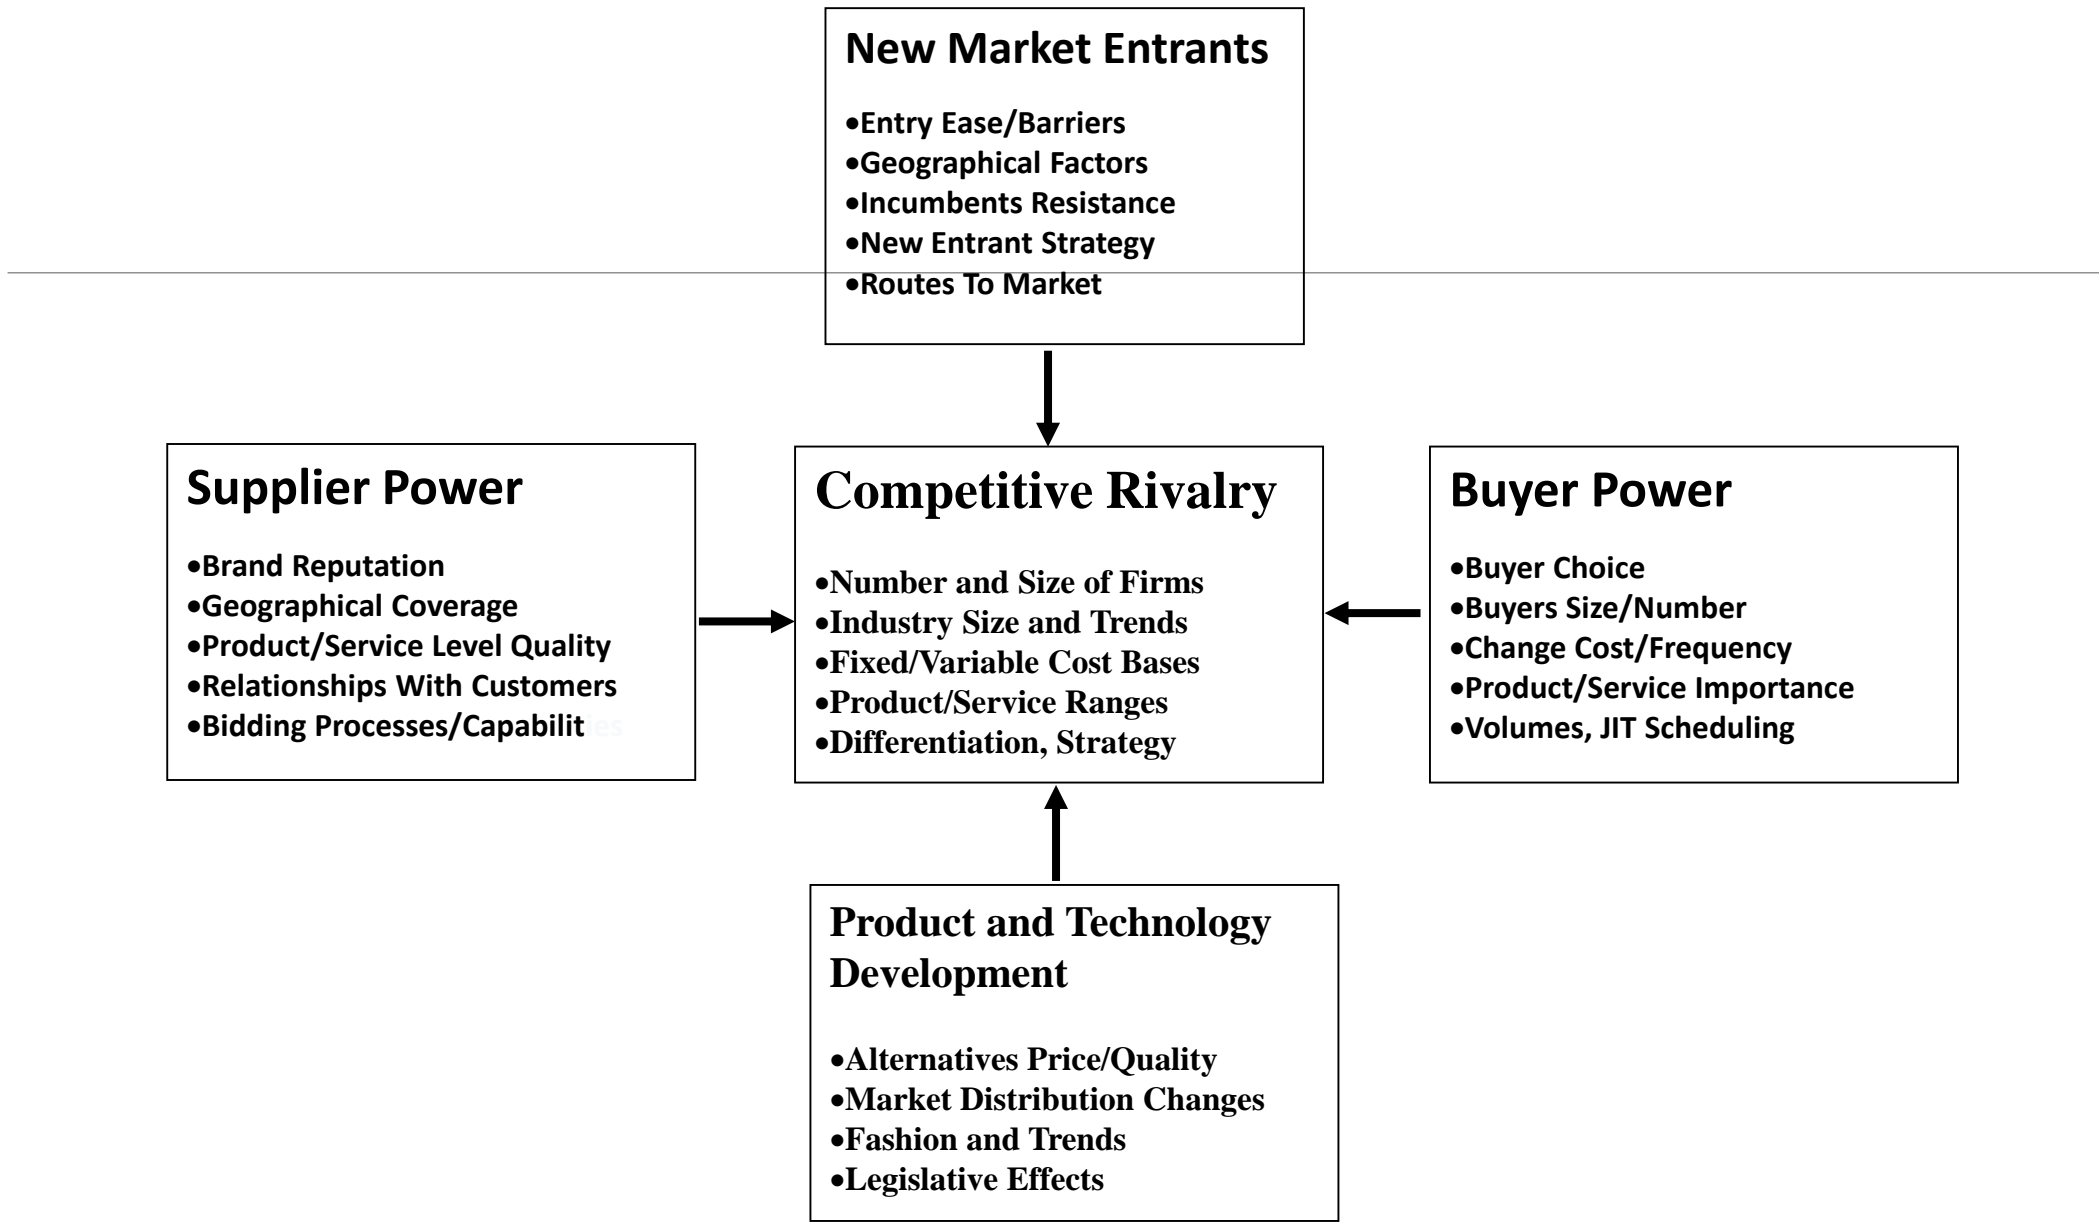 New Market Entrants
•Entry Ease/Barriers
•Geographical Factors
•Incumbents Resistance
•New Entrant Strategy
•Routes To Market
Supplier Power
•Brand Reputation
•Geographical Coverage
•Product/Service Level Quality
•Relationships With Customers
•Bidding Processes/Capabilities
Competitive Rivalry
•Number and Size of Firms
•Industry Size and Trends
•Fixed/Variable Cost Bases
•Product/Service Ranges
•Differentiation, Strategy
Buyer Power
•Buyer Choice
•Buyers Size/Number
•Change Cost/Frequency
•Product/Service Importance
•Volumes, JIT Scheduling
Product and Technology
Development
•Alternatives Price/Quality
•Market Distribution Changes
•Fashion and Trends
•Legislative Effects